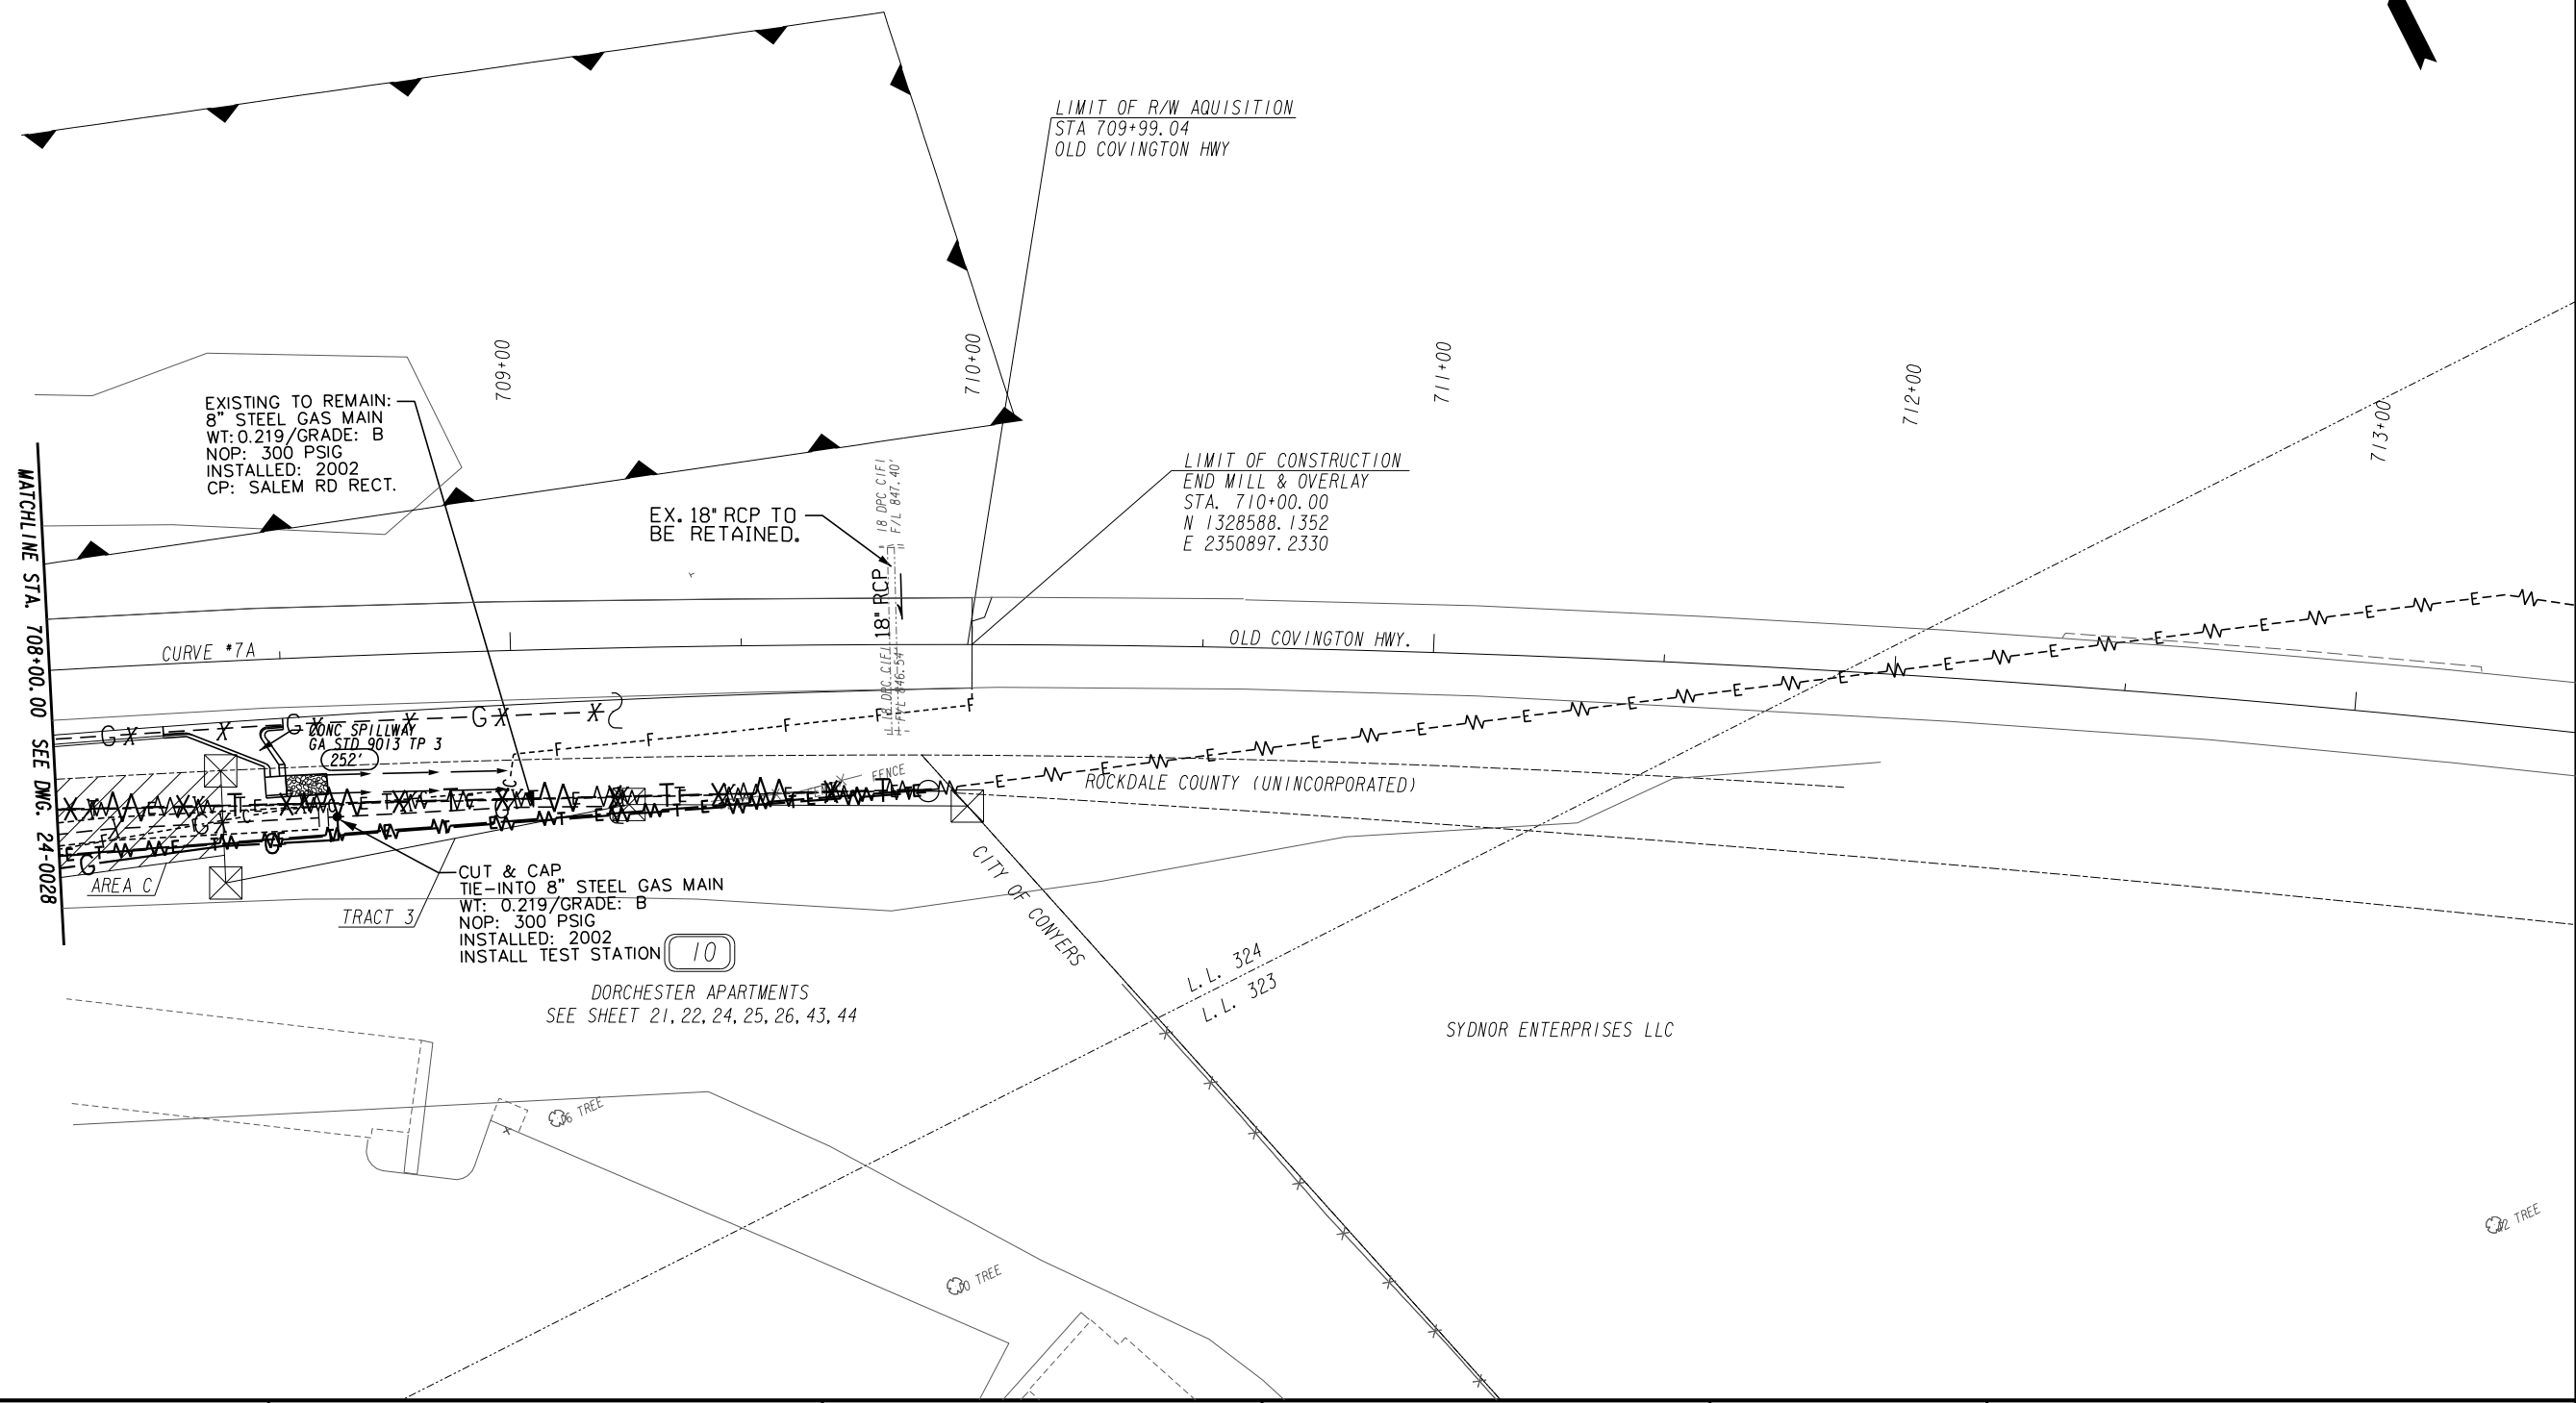 LIMIT OF R/W AQUISITION
STA 709+99.04
OLD COVINGTON HWY
709+00
710+00
711+00
712+00
713+00
EXISTING TO REMAIN:
8" STEEL GAS MAIN
WT:0.219/GRADE: B
NOP: 300 PSIG
INSTALLED: 2002
CP: SALEM RD RECT.
LIMIT OF CONSTRUCTION
END MILL & OVERLAY
STA. 710+00.00
N 1328588.1352
E 2350897.2330
EX. 18" RCP TO
BE RETAINED.
18 DPC CIFI
F/L 847.40'
18" RCP
MATCHLINE STA. 708+00.00 SEE DWG. 24-0028
CURVE #7A
OLD COVINGTON HWY.
CONC SPILLWAY
GA STD 9013 TP 3
252'
FENCE
ROCKDALE COUNTY (UNINCORPORATED)
AREA C
TRACT 3
CUT & CAP
TIE-INTO 8" STEEL GAS MAIN
WT: 0.219/GRADE: B
NOP: 300 PSIG
INSTALLED: 2002
INSTALL TEST STATION
10
CITY OF CONYERS
L.L. 324
L.L. 323
DORCHESTER APARTMENTS
SEE SHEET 21,22,24,25,26,43,44
SYDNOR ENTERPRISES LLC
TREE
TREE
TREE